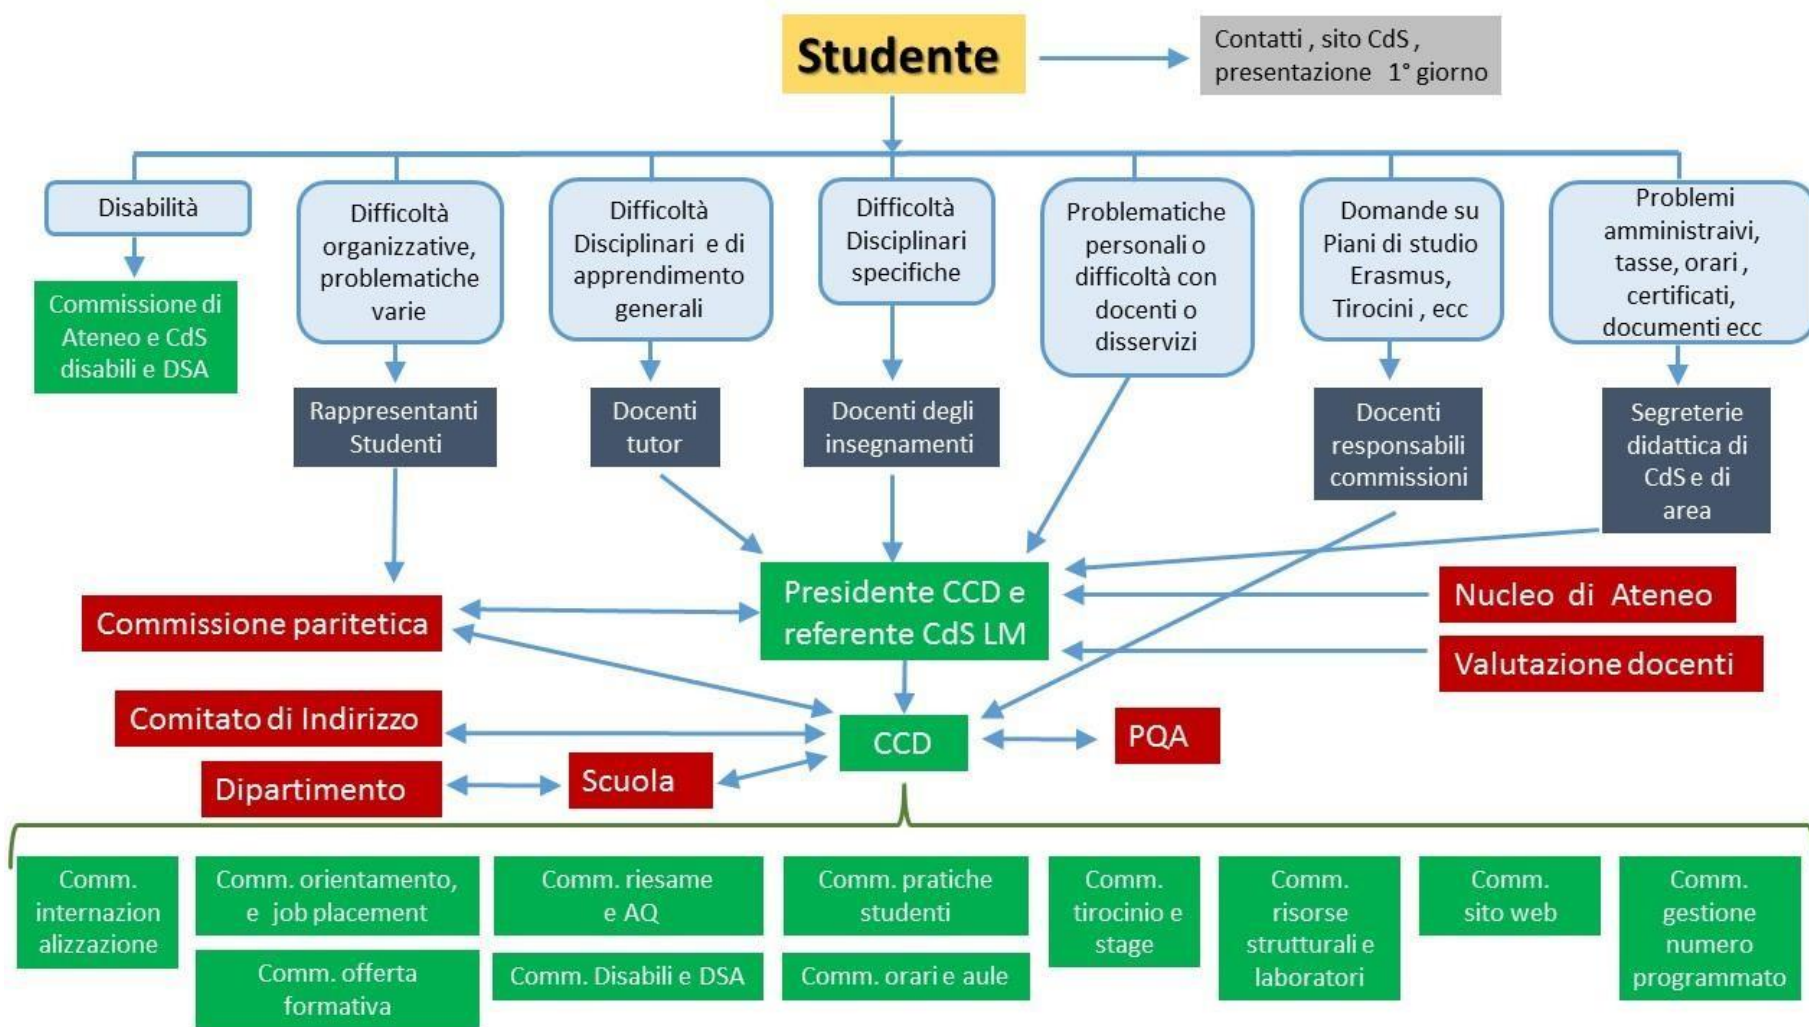 Studente
Contatti , sito CdS ,
presentazione 1° giorno
Disabilità
Difficoltà
organizzative,
problematiche
varie
Difficoltà
Disciplinari e di
apprendimento
generali
Difficoltà
Disciplinari
specifiche
Problematiche
personali o
difficoltà con
docenti o
disservizi
Domande su
Piani di studio
Erasmus,
Tirocini , ecc
Problemi
amministraivi,
tasse, orari ,
certificati,
documenti ecc
Commissione di
Ateneo e CdS
disabili e DSA
Rappresentanti
Studenti
Docenti
tutor
Docenti degli
insegnamenti
Docenti
responsabili
commissioni
Segreterie
didattica di
CdS e di
area
Commissione paritetica
Presidente CCD e
referente CdS LM
Nucleo di Ateneo
Valutazione docenti
Comitato di Indirizzo
CCD
PQA
Dipartimento
Scuola
Comm.
internazion
alizzazione
Comm. orientamento,
e job placement
Comm. offerta
formativa
Comm. riesame
e AQ
Comm. Disabili e DSA
Comm. pratiche
studenti
Comm. orari e aule
Comm.
tirocinio e
stage
Comm.
risorse
strutturali e
laboratori
Comm.
sito web
Comm.
gestione
numero
programmato